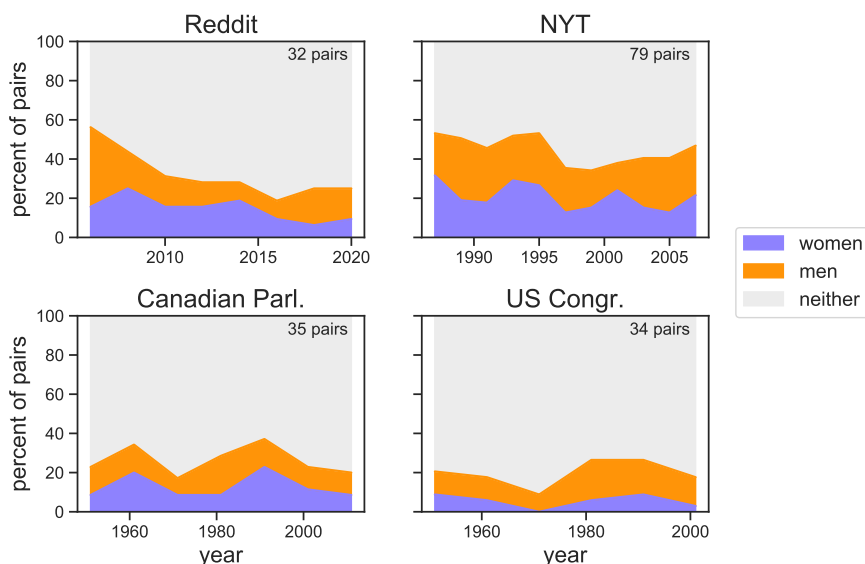 Reddit
NYT
percent of pairs
100
80
60
40
20
0
32 pairs
2010
2015
2020
79 pairs
1990
1995
2000
2005
women
men
neither
Canadian Parl.
US Congr.
percent of pairs
100
80
60
40
20
0
35 pairs
1960
1980
2000
year
34 pairs
1960
1980
2000
year